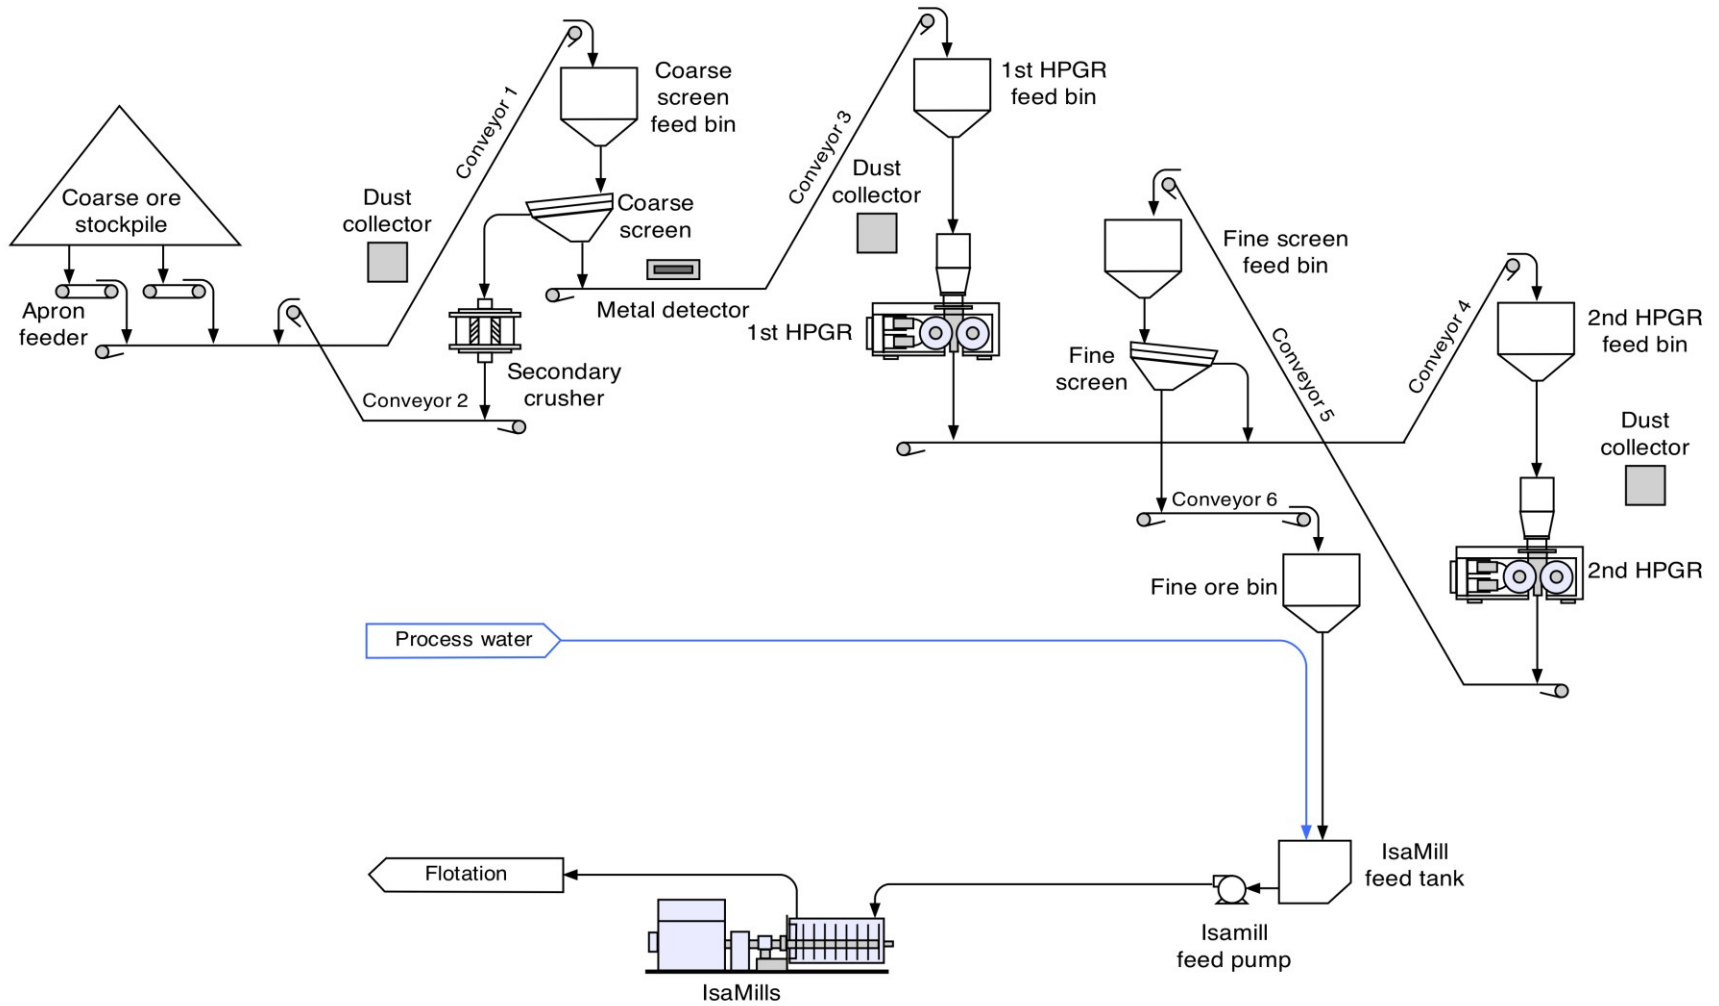 Coarse ore
stockpile
Apron
feeder
Dust
collector
Conveyor 1
Conveyor 2
Coarse
screen
feed bin
Coarse
screen
Metal detector
Secondary
crusher
Conveyor 3
Dust
collector
1st HPGR
feed bin
1st HPGR
Fine screen
feed bin
Fine
screen
Conveyor 5
Conveyor 4
2nd HPGR
feed bin
Dust
collector
2nd HPGR
Conveyor 6
Fine ore bin
Process water
Flotation
IsaMill
feed tank
Isamill
feed pump
IsaMills